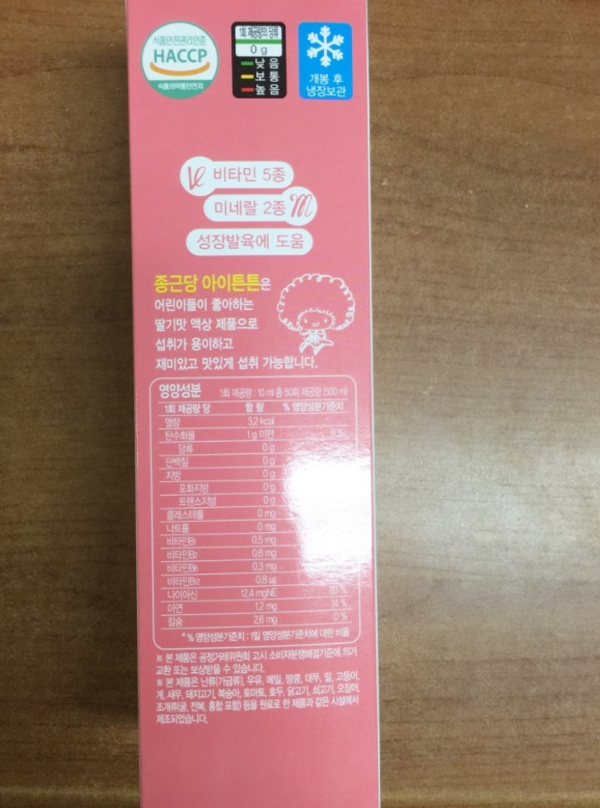 식품안전관리인증
HACCP
식품의약품안전처
1회 제공량의 당류
0 g
낮 음
보 통
높 음
개봉 후
냉장보관
비타민 5종
미네랄 2종
성장발육에 도움
종근당 아이튼튼은
어린이들이 좋아하는
딸기맛 액상 제품으로
섭취가 용이하고
재미있고 맛있게 섭취 가능합니다.
영양성분 1회 제공량 : 10 ml 총 50회 제공량 (500 ml)
1회 제공량 당 함 량 % 영양성분기준치
열량 3.2 kcal
탄수화물 1 g 미만
당류 0 g
단백질 0 g
지방 0 g
포화지방 0 g
트랜스지방 0 g
콜레스테롤 0 mg
나트륨 0 mg
비타민B1 0.5 mg
비타민B2 0.6 mg
비타민B6 0.3 mg
비타민B12 0.8 μg
나이아신 12.4 mgNE
아연 1.2 mg 14 %
칼슘 2.6 mg 0 %
* % 영양성분기준치 : 1일 영양성분기준치에 대한 비율
※ 본 제품은 공정거래위원회 고시 소비자분쟁해결기준에 의거
교환 또는 보상받을 수 있습니다.
※ 본 제품은 난류(가금류), 우유, 메밀, 땅콩, 대두, 밀, 고등어,
게, 새우, 돼지고기, 복숭아, 토마토, 호두, 닭고기, 쇠고기, 오징어,
조개류(굴, 전복, 홍합 포함) 등을 원료로 한 제품과 같은 시설에서
제조되었습니다.